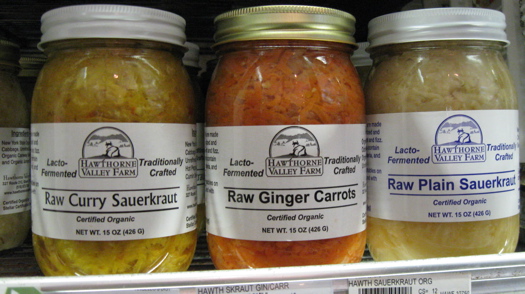 Lacto-
Fermented
HAWTHORNE
VALLEY FARM
Traditionally
Crafted
Raw Curry Sauerkraut
Certified Organic
NET. WT. 15 OZ (426 G)
Lacto-
Fermented
HAWTHORNE
VALLEY FARM
Traditionally
Crafted
Raw Ginger Carrots
Certified Organic
NET. WT. 15 OZ (426 G)
Lacto-
Fermented
HAWTHORNE
VALLEY FARM
Traditionally
Crafted
Raw Plain Sauerkraut
Certified Organic
NET WT. 15 OZ (426 G)
HAWTH SKRAUT GIN/CARR
HAWTH SAUERKRAUT ORG
CS- 12